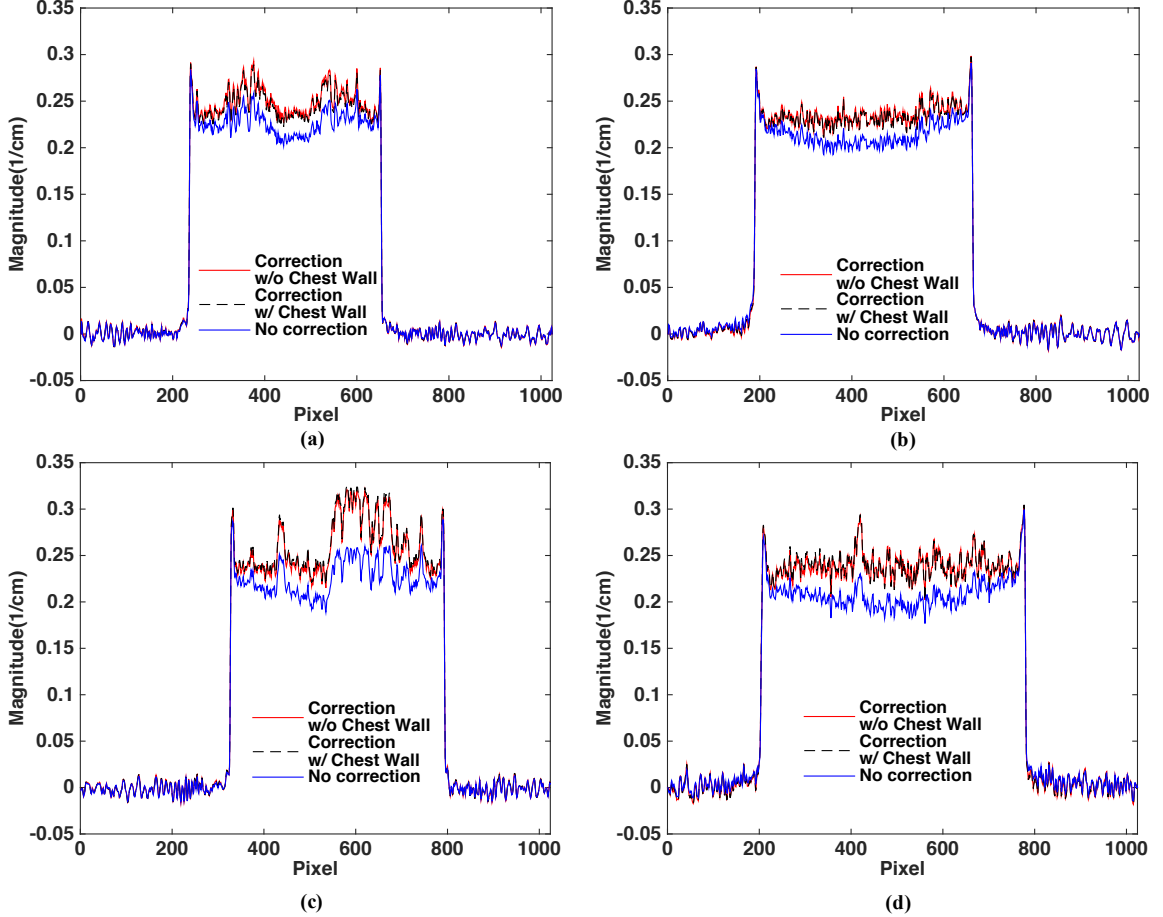 0.35
0.3
0.25
0.2
0.15
0.1
0.05
0
-0.05
Magnitude(1/cm)
Correction
w/o Chest Wall
Correction
w/ Chest Wall
No correction
0 200 400 600 800 1000
Pixel
(a)
0.35
0.3
0.25
0.2
0.15
0.1
0.05
0
-0.05
Magnitude(1/cm)
Correction
w/o Chest Wall
Correction
w/ Chest Wall
No correction
0 200 400 600 800 1000
Pixel
(b)
0.35
0.3
0.25
0.2
0.15
0.1
0.05
0
-0.05
Magnitude(1/cm)
Correction
w/o Chest Wall
Correction
w/ Chest Wall
No correction
0 200 400 600 800 1000
Pixel
(c)
0.35
0.3
0.25
0.2
0.15
0.1
0.05
0
-0.05
Magnitude(1/cm)
Correction
w/o Chest Wall
Correction
w/ Chest Wall
No correction
0 200 400 600 800 1000
Pixel
(d)